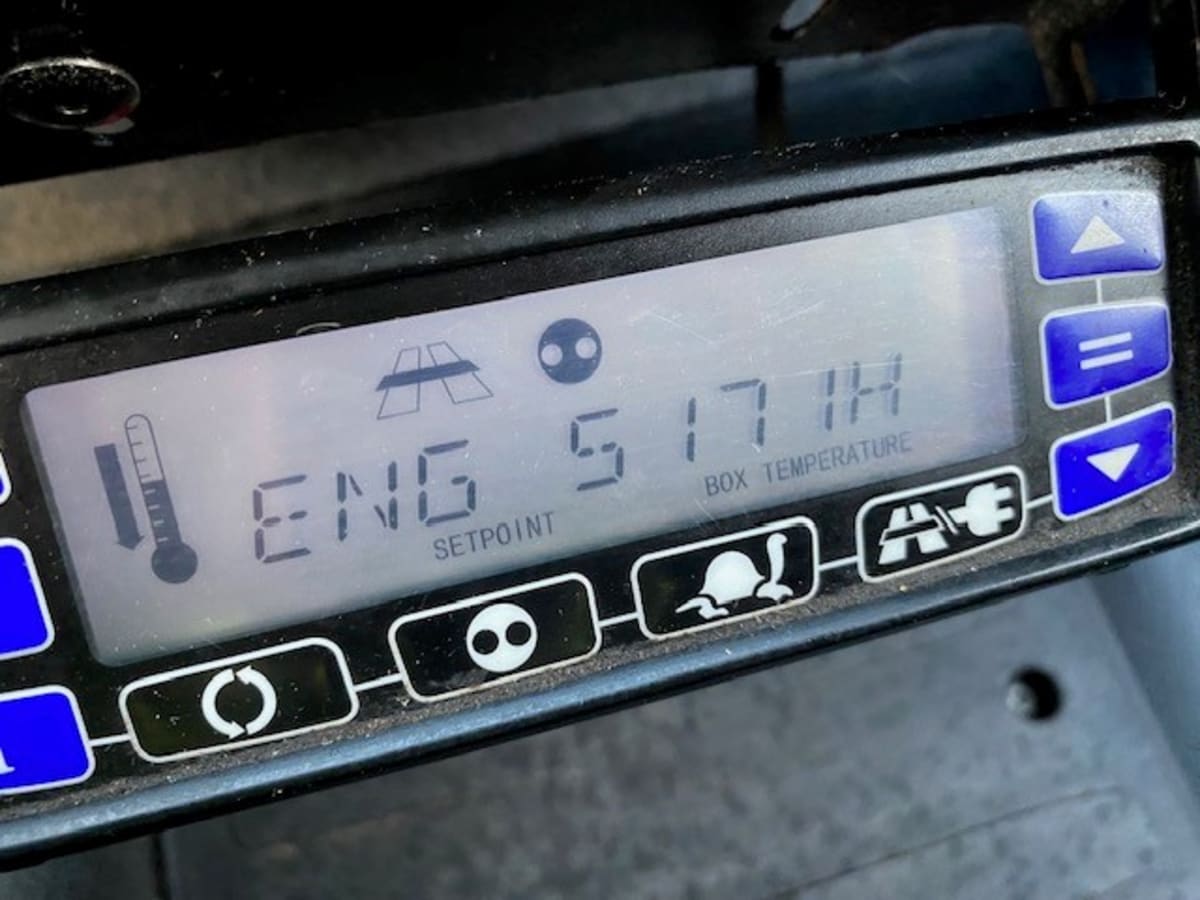 ENG 5171H
SETPOINT
BOX TEMPERATURE